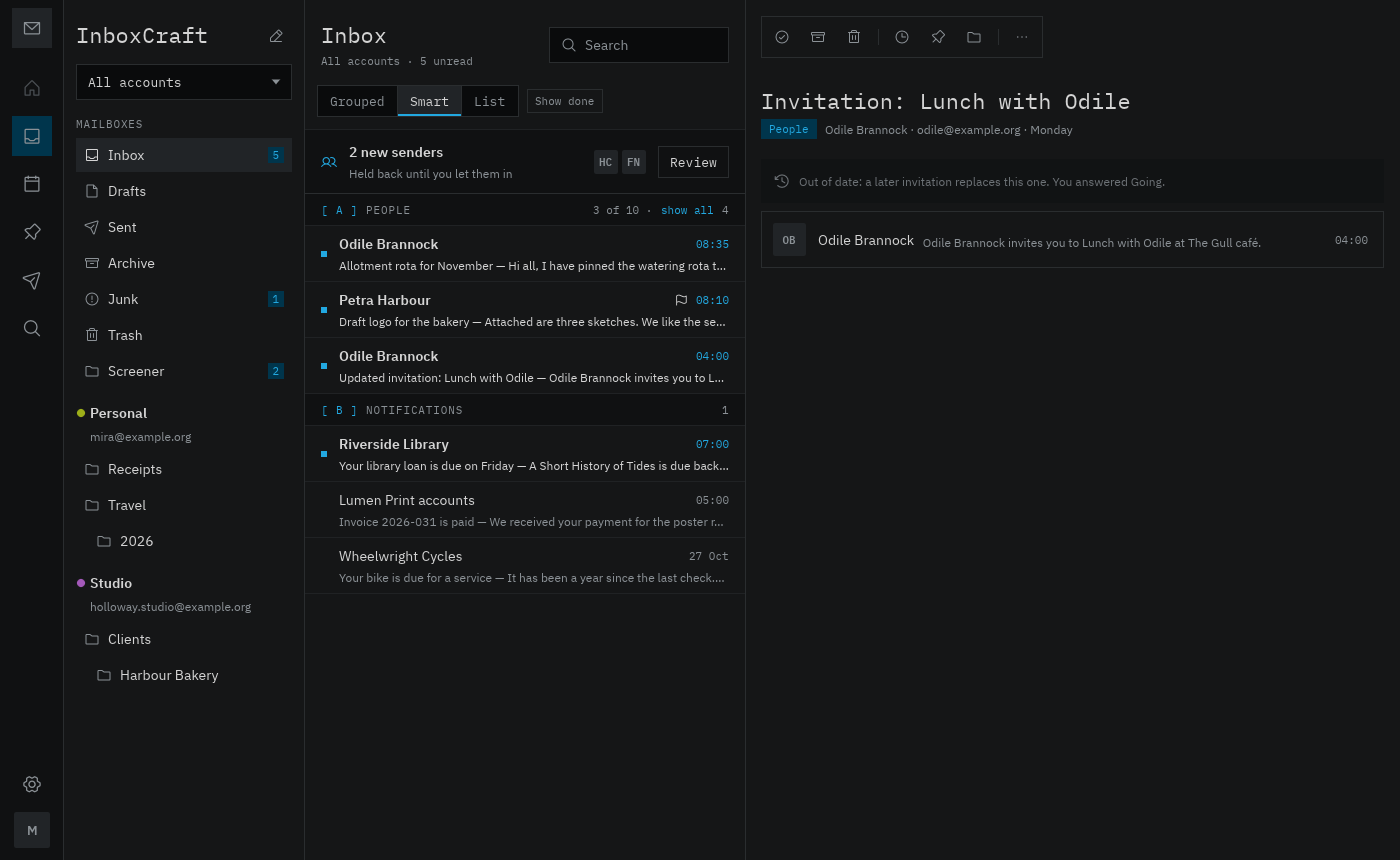 InboxCraft
All accounts
MAILBOXES
Inbox 5
Drafts
Sent
Archive
Junk 1
Trash
Screener 2
Personal
mira@example.org
Receipts
Travel
2026
Studio
holloway.studio@example.org
Clients
Harbour Bakery
M
Inbox
All accounts · 5 unread
Search
Grouped Smart List Show done
2 new senders
Held back until you let them in
HC FN Review
[ A ] PEOPLE 3 of 10 · show all 4
Odile Brannock 08:35
Allotment rota for November — Hi all, I have pinned the watering rota t…
Petra Harbour 08:10
Draft logo for the bakery — Attached are three sketches. We like the se…
Odile Brannock 04:00
Updated invitation: Lunch with Odile — Odile Brannock invites you to L…
[ B ] NOTIFICATIONS 1
Riverside Library 07:00
Your library loan is due on Friday — A Short History of Tides is due back…
Lumen Print accounts 05:00
Invoice 2026-031 is paid — We received your payment for the poster r…
Wheelwright Cycles 27 Oct
Your bike is due for a service — It has been a year since the last check.…
Invitation: Lunch with Odile
People Odile Brannock · odile@example.org · Monday
Out of date: a later invitation replaces this one. You answered Going.
OB Odile Brannock Odile Brannock invites you to Lunch with Odile at The Gull café. 04:00